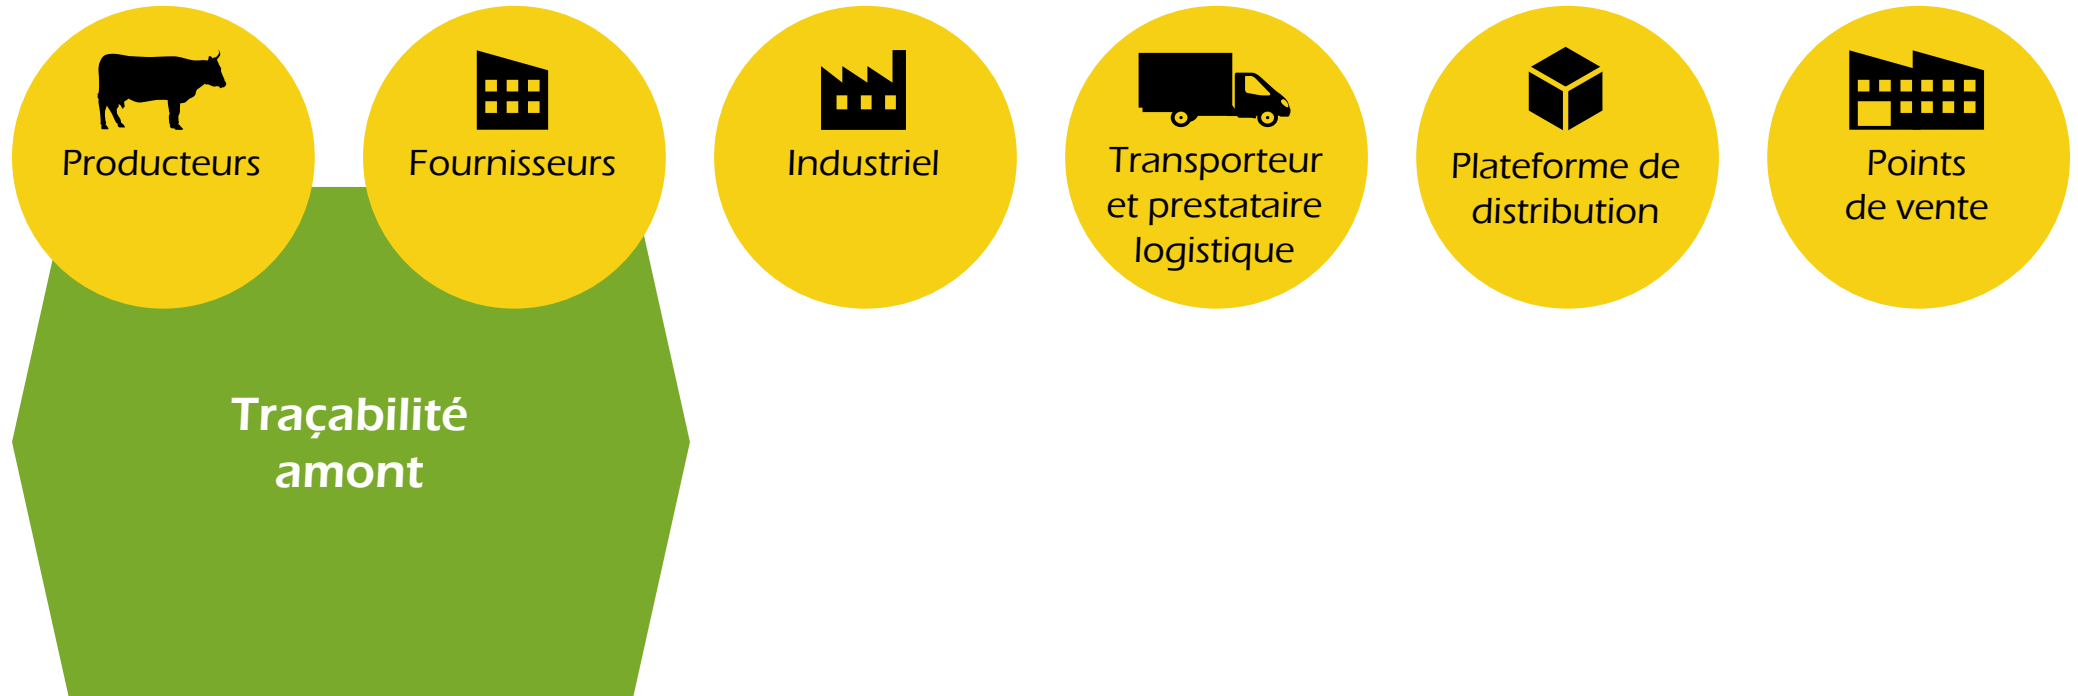 Producteurs
Fournisseurs
Industriel
Transporteur
et prestataire
logistique
Plateforme de
distribution
Points
de vente
Traçabilité
amont